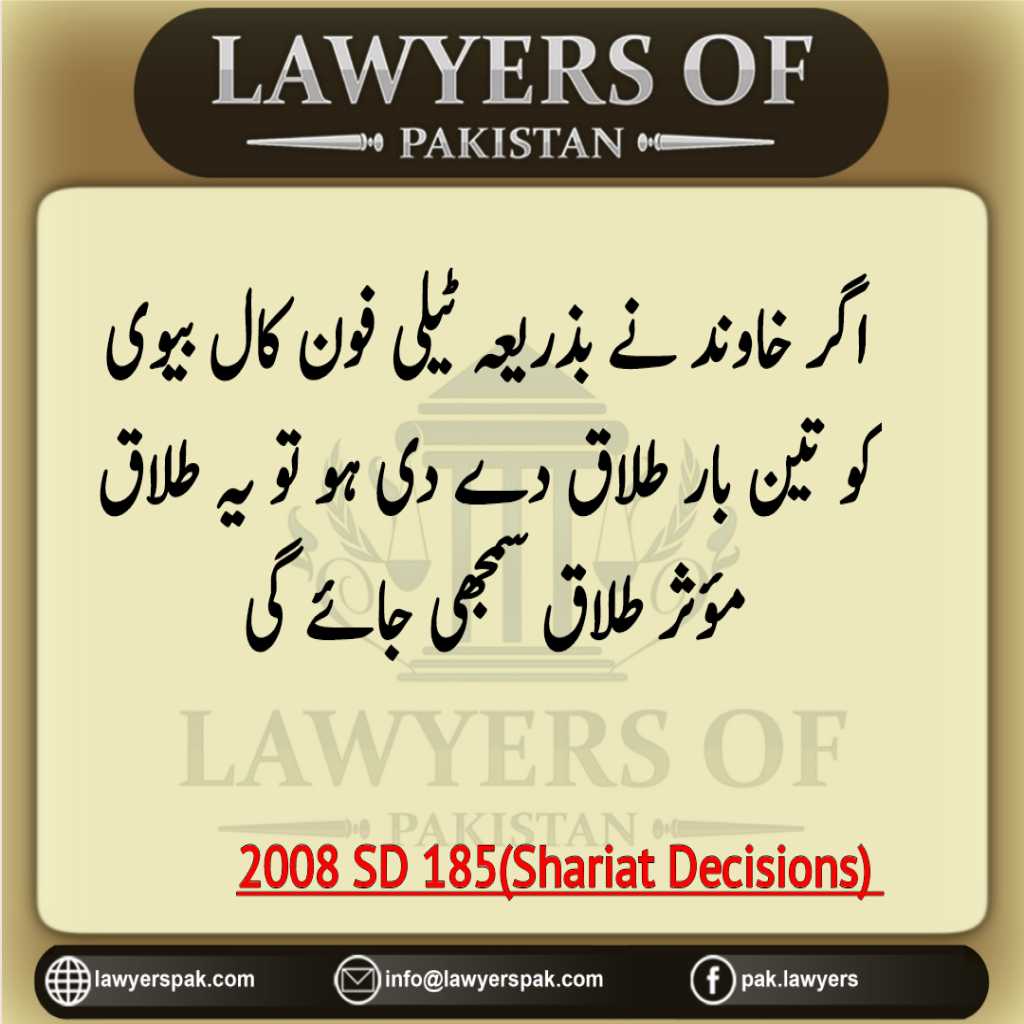 LAWYERS OF
PAKISTAN
اگر خاوند نے بذریعہ ٹیلی فون کال بیوی
کو تین بار طلاق دے دی ہو تو یہ طلاق
مؤثر طلاق سمجھی جائے گی
LAWYERS OF
PAKISTAN
2008 SD 185(Shariat Decisions)
lawyerspak.com info@lawyerspak.com pak.lawyers